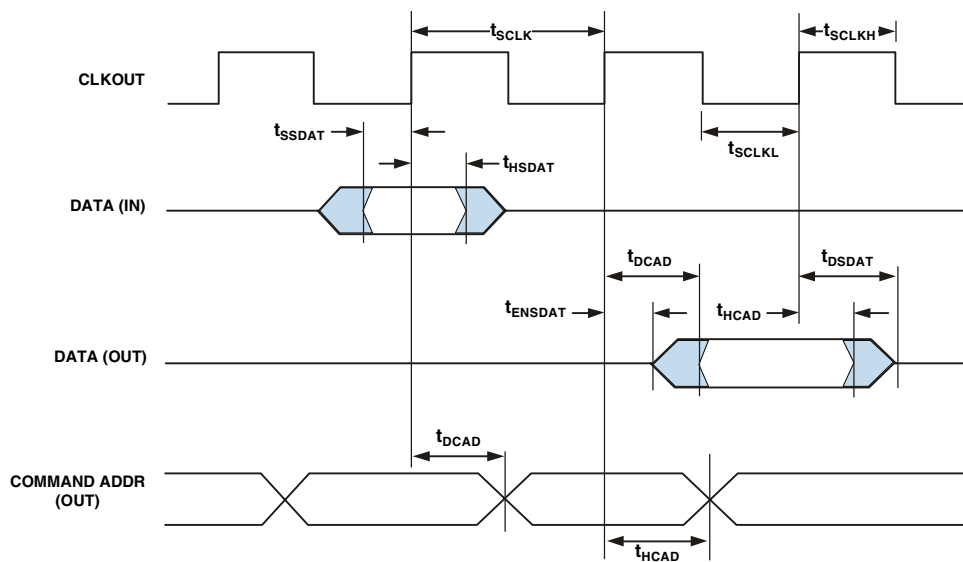 tSCLK
tSCLKH
CLKOUT
tSSDAT
tSCLKL
tHSDAT
DATA (IN)
tDCAD
tDSDAT
tENSDAT
tHCAD
DATA (OUT)
tDCAD
COMMAND ADDR
(OUT)
tHCAD